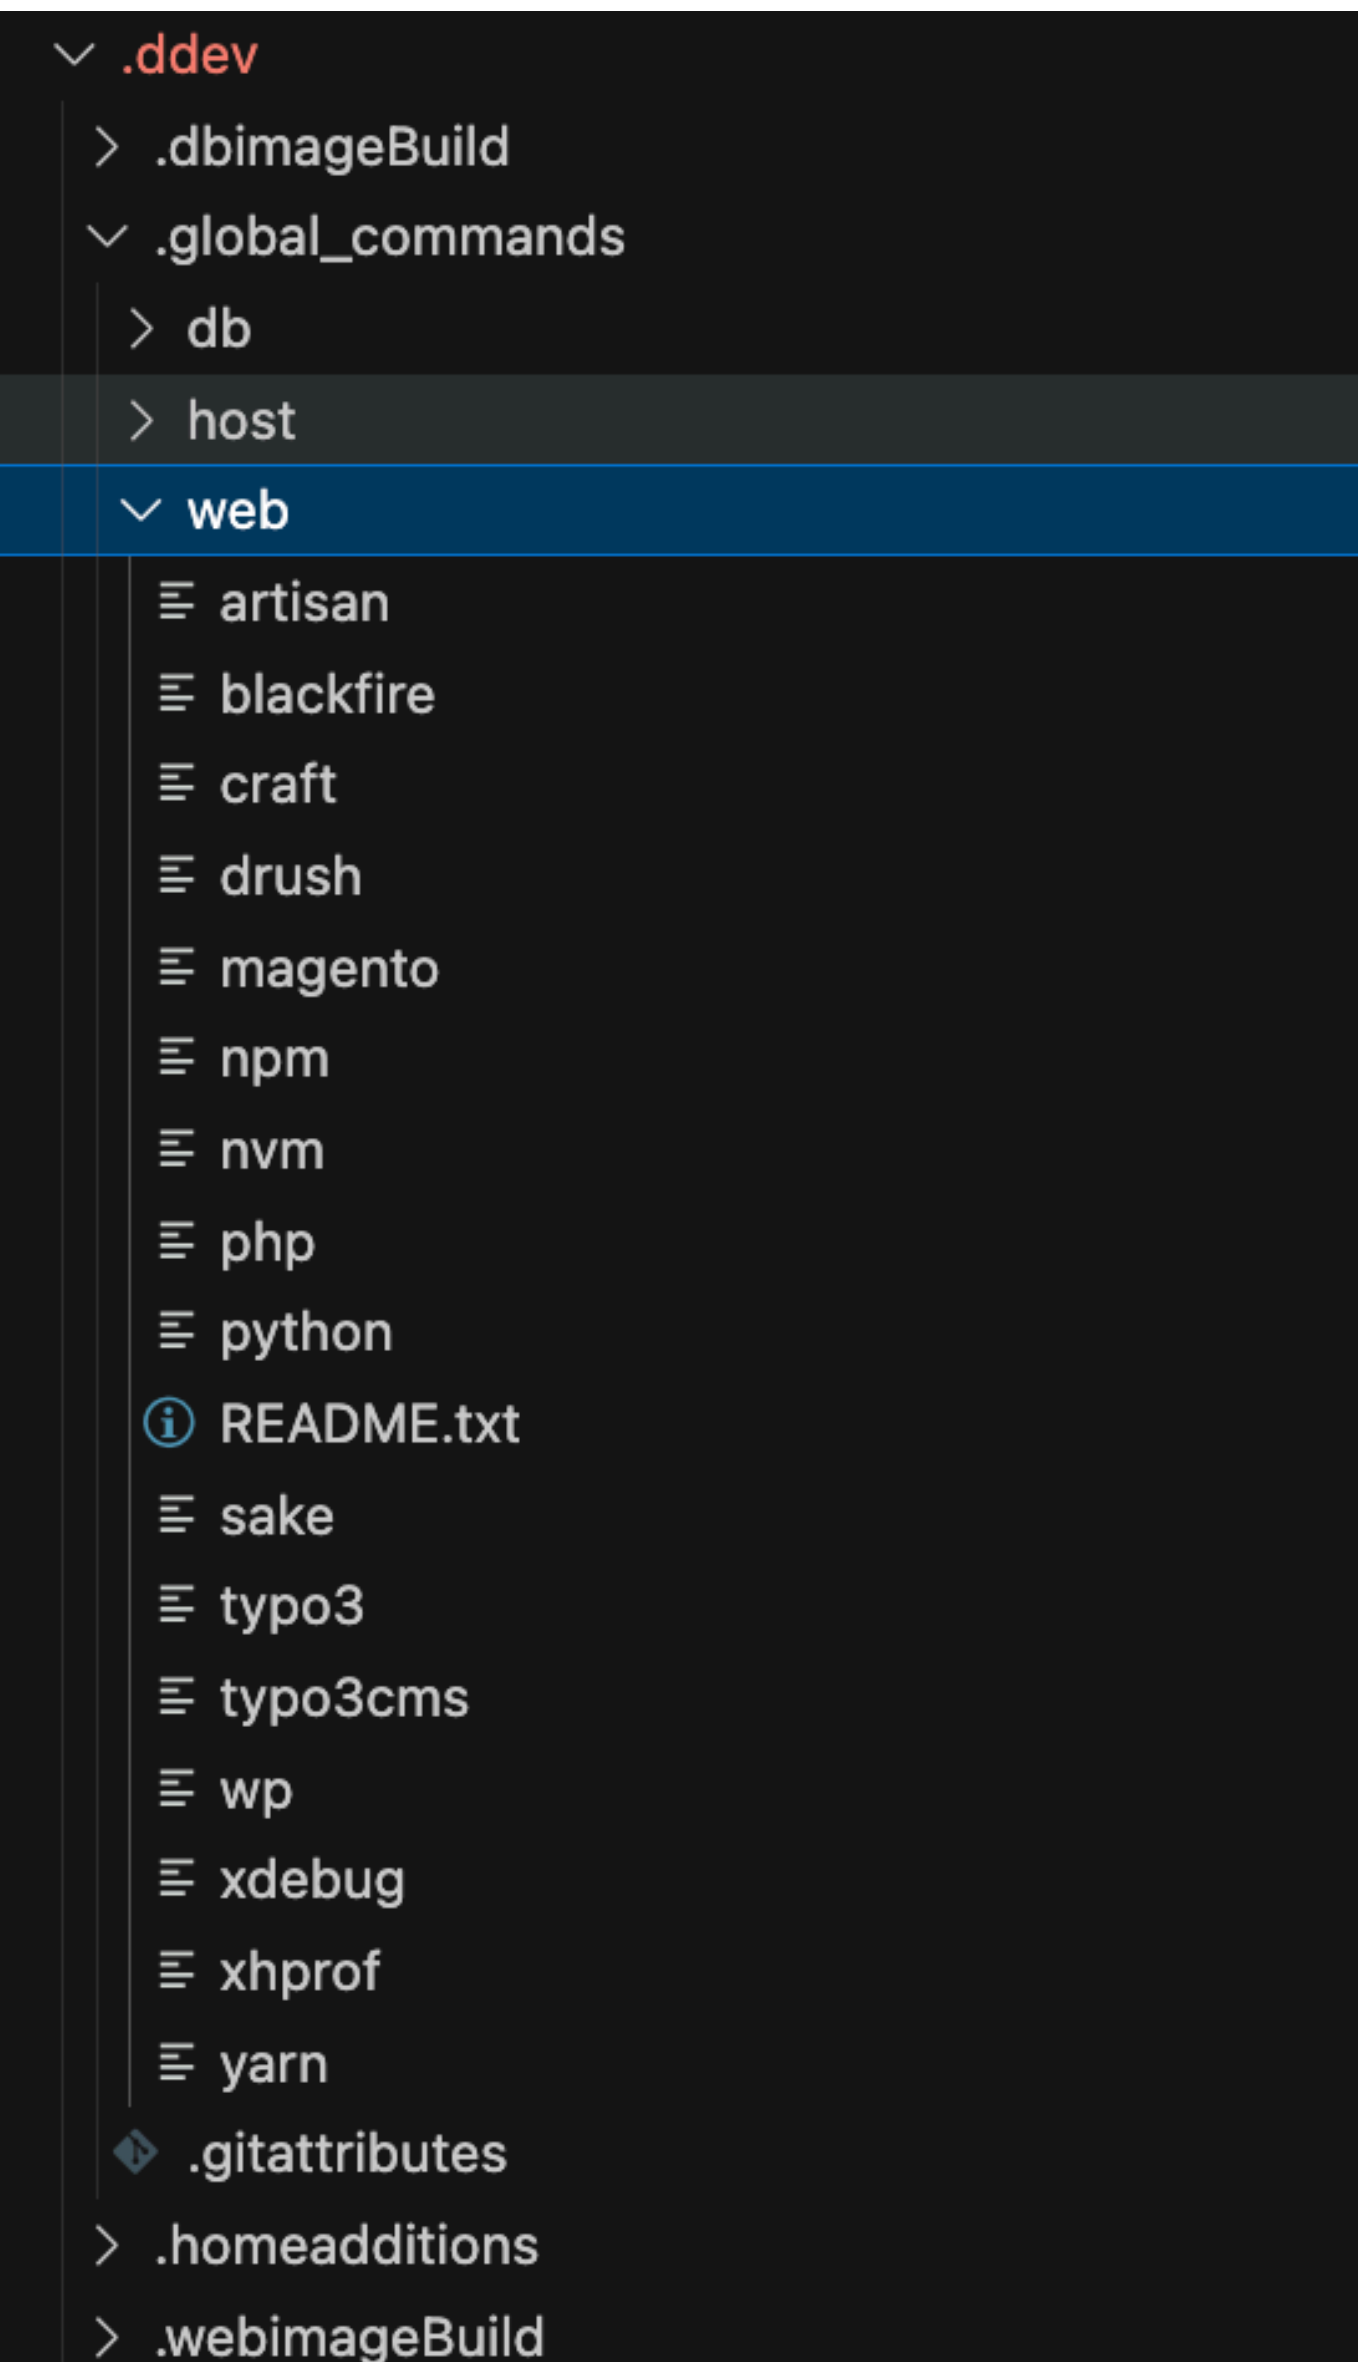 .ddev
.dbimageBuild
.global_commands
db
host
web
artisan
blackfire
craft
drush
magento
npm
nvm
php
python
README.txt
sake
typo3
typo3cms
wp
xdebug
xhprof
yarn
.gitattributes
.homeadditions
.webimageBuild